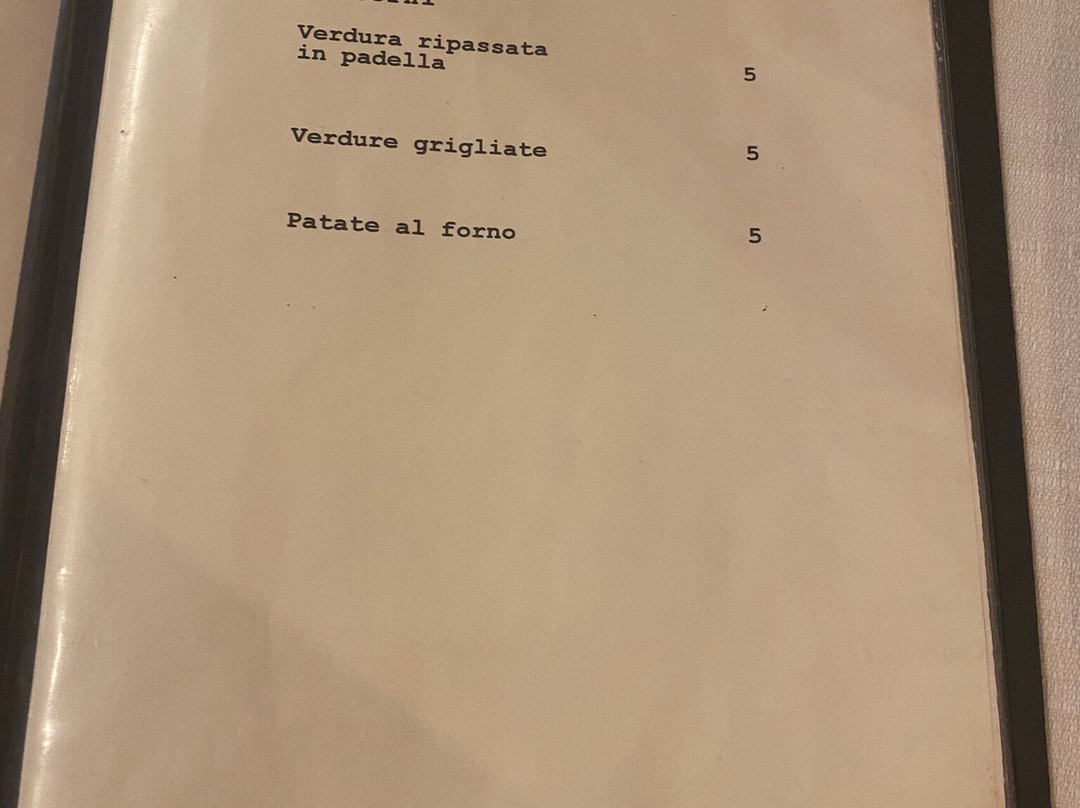 Verdura ripassata
in padella
5
Verdure grigliate
5
Patate al forno
5